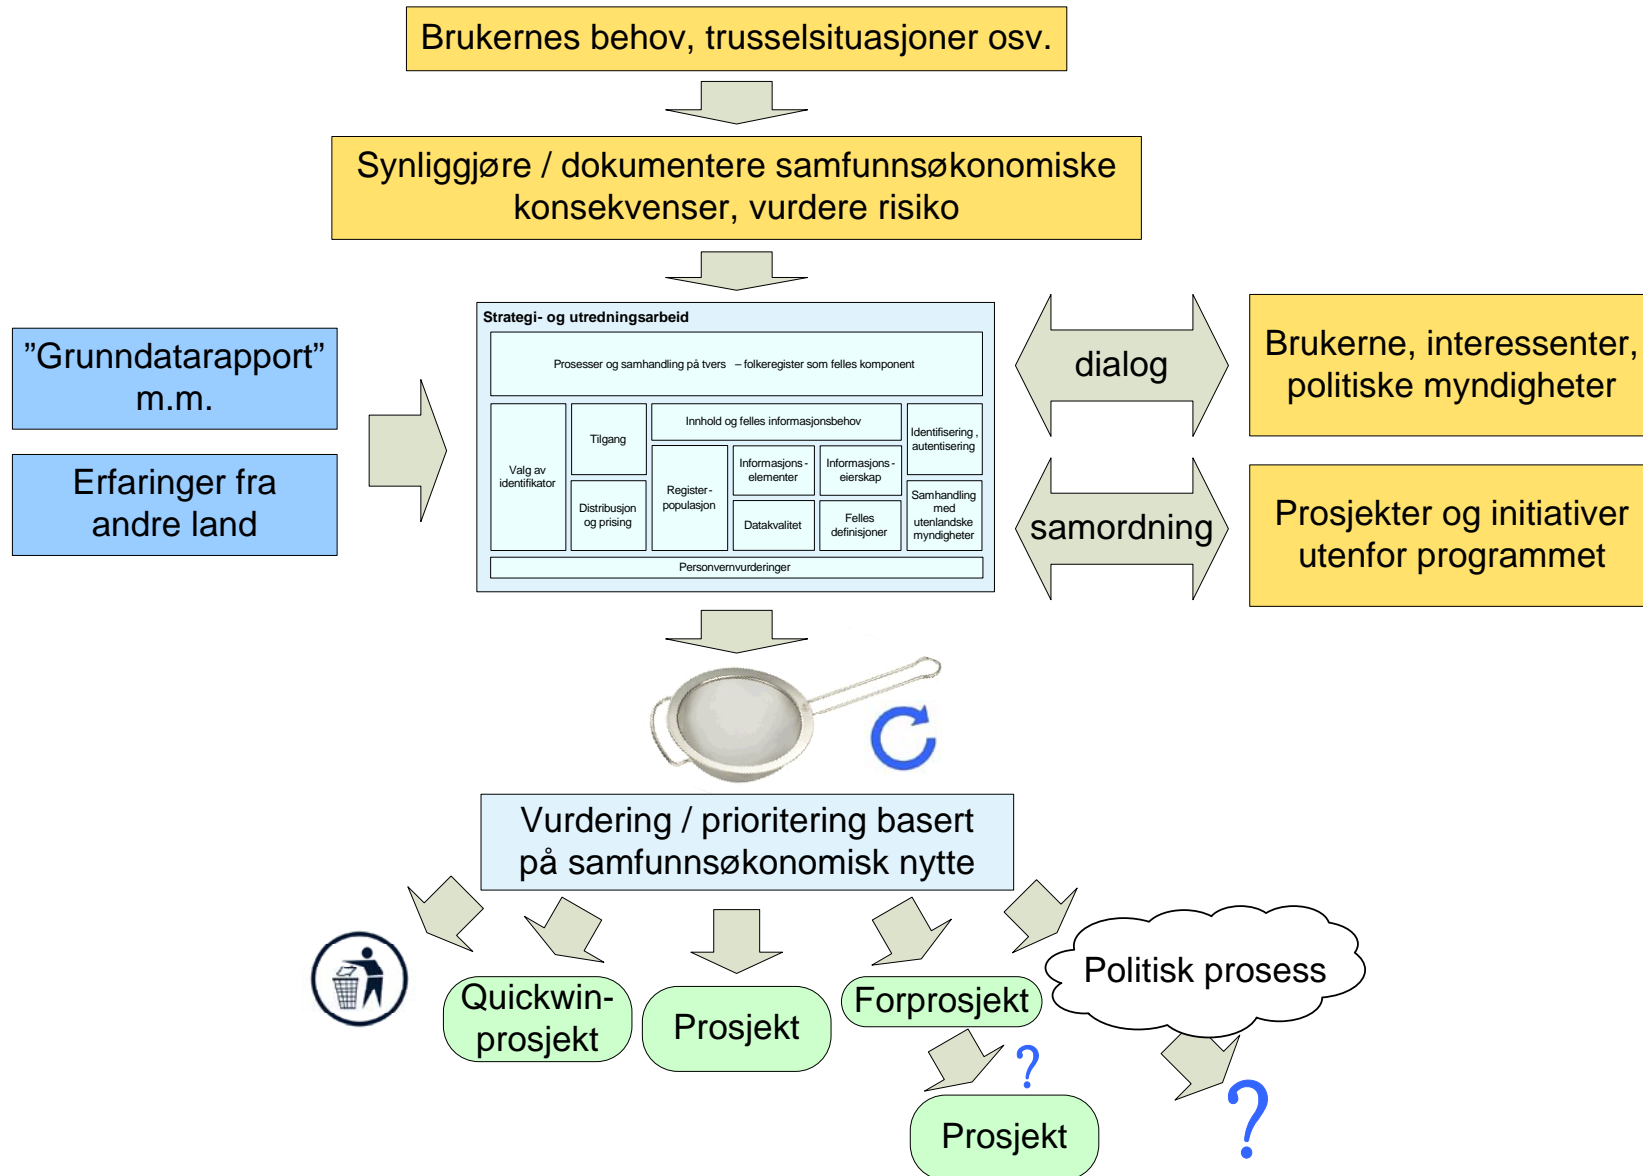 Brukernes behov, trusselsituasjoner osv.
Synliggjøre / dokumentere samfunnsøkonomiske
konsekvenser, vurdere risiko
”Grunndatarapport”
m.m.
Erfaringer fra
andre land
Strategi- og utredningsarbeid
Prosesser og samhandling på tvers – folkeregister som felles komponent
Valg av
identifikator
Tilgang
Distribusjon
og prising
Innhold og felles informasjonsbehov
Register-
populasjon
Informasjons-
elementer
Informasjons-
eierskap
Datakvalitet
Felles
definisjoner
Identifisering,
autentisering
Samhandling
med
utenlandske
myndigheter
Personvernvurderinger
dialog
Brukerne, interessenter,
politiske myndigheter
samordning
Prosjekter og initiativer
utenfor programmet
Vurdering / prioritering basert
på samfunnsøkonomisk nytte
Quickwin-
prosjekt
Prosjekt
Forprosjekt
Politisk prosess
?
Prosjekt
?